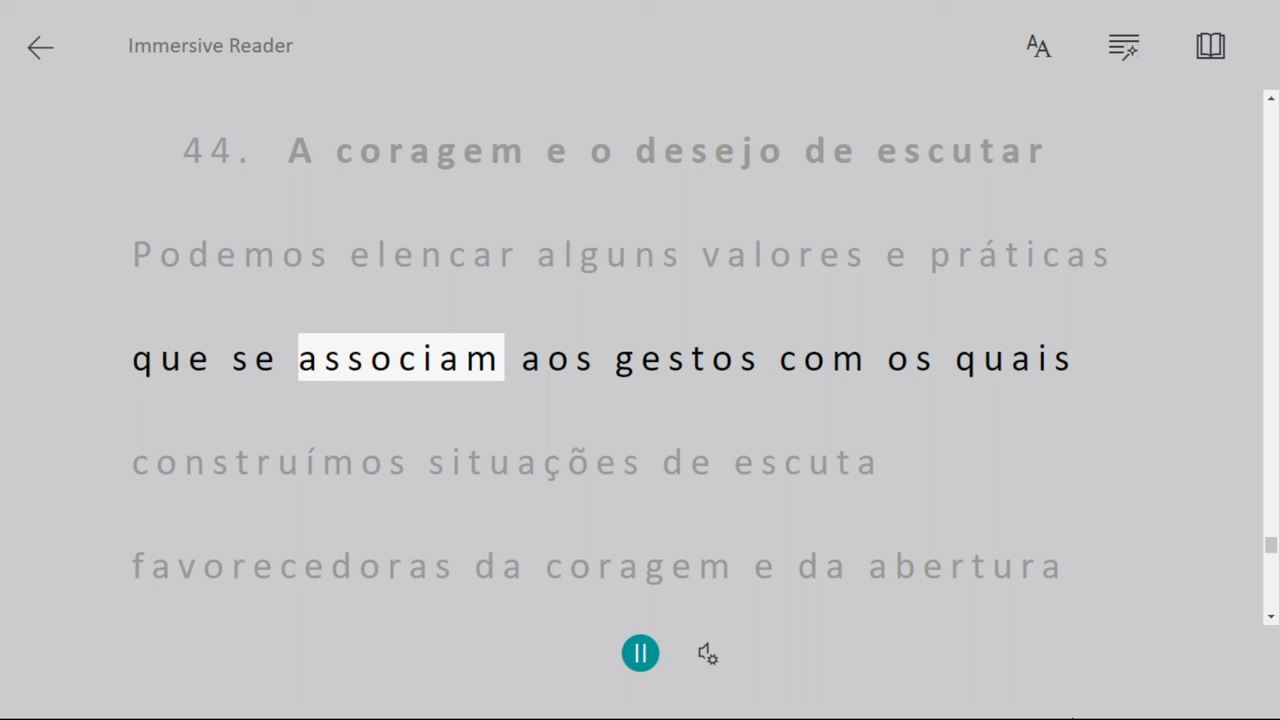 Immersive Reader
44. A coragem e o desejo de escutar
Podemos elencar alguns valores e práticas
que se associam aos gestos com os quais
construímos situações de escuta
favorecedoras da coragem e da abertura